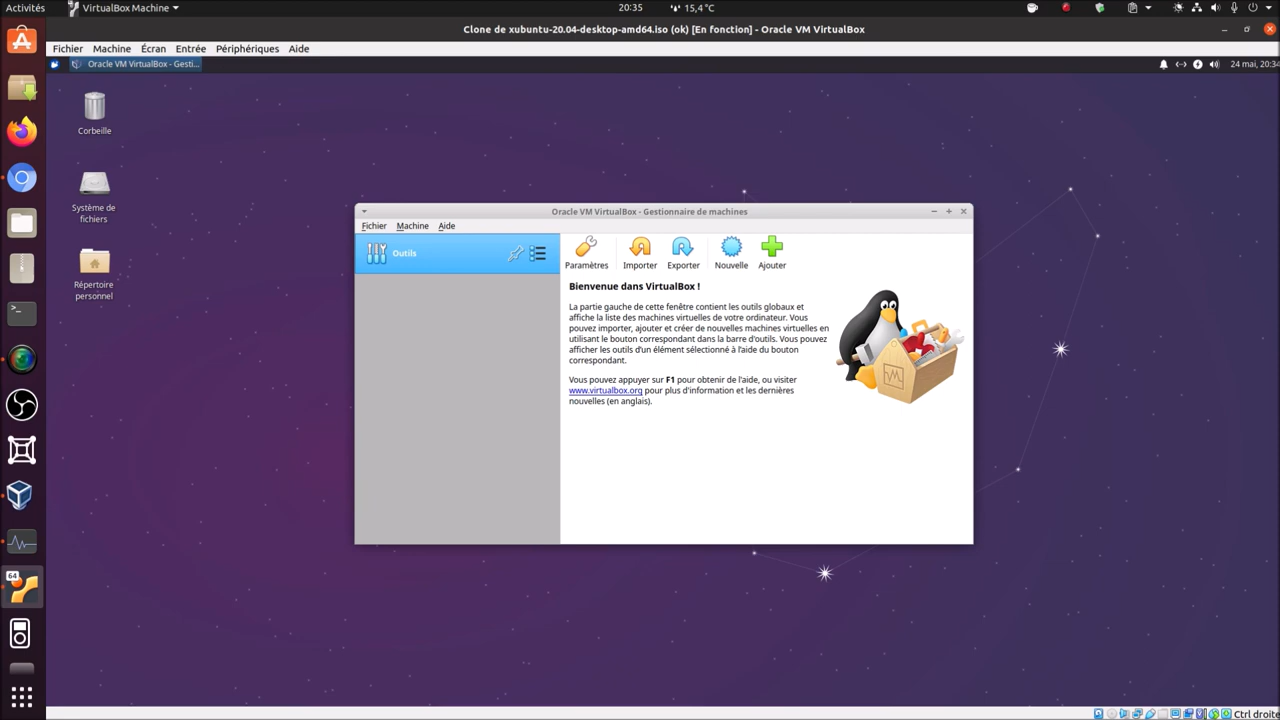 Activités
VirtualBox Machine
20:35
15,4 °C
Clone de xubuntu-20.04-desktop-amd64.iso (ok) [En fonction] - Oracle VM VirtualBox
Fichier Machine Écran Entrée Périphériques Aide
Oracle VM VirtualBox - Gesti...
24 mai, 20:34
Corbeille
Système de
fichiers
Répertoire
personnel
Oracle VM VirtualBox - Gestionnaire de machines
Fichier Machine Aide
Outils
Paramètres Importer Exporter Nouvelle Ajouter
Bienvenue dans VirtualBox !
La partie gauche de cette fenêtre contient les outils globaux et
affiche la liste des machines virtuelles de votre ordinateur. Vous
pouvez importer, ajouter et créer de nouvelles machines virtuelles en
utilisant le bouton correspondant dans la barre d'outils. Vous pouvez
afficher les outils d'un élément sélectionné à l'aide du bouton
correspondant.
Vous pouvez appuyer sur F1 pour obtenir de l'aide, ou visiter
www.virtualbox.org pour plus d'information et les dernières
nouvelles (en anglais).
64
Ctrl droite